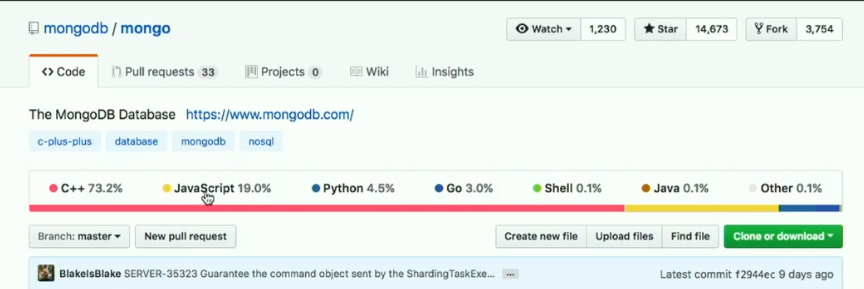 mongodb / mongo
Watch 1,230 Star 14,673 Fork 3,754
Code Pull requests 33 Projects 0 Wiki Insights
The MongoDB Database https://www.mongodb.com/
c-plus-plus database mongodb nosql
C++ 73.2% JavaScript 19.0% Python 4.5% Go 3.0% Shell 0.1% Java 0.1% Other 0.1%
Branch: master New pull request Create new file Upload files Find file Clone or download
BlakeIsBlake SERVER-35323 Guarantee the command object sent by the ShardingTaskExe... ... Latest commit f2944ec 9 days ago